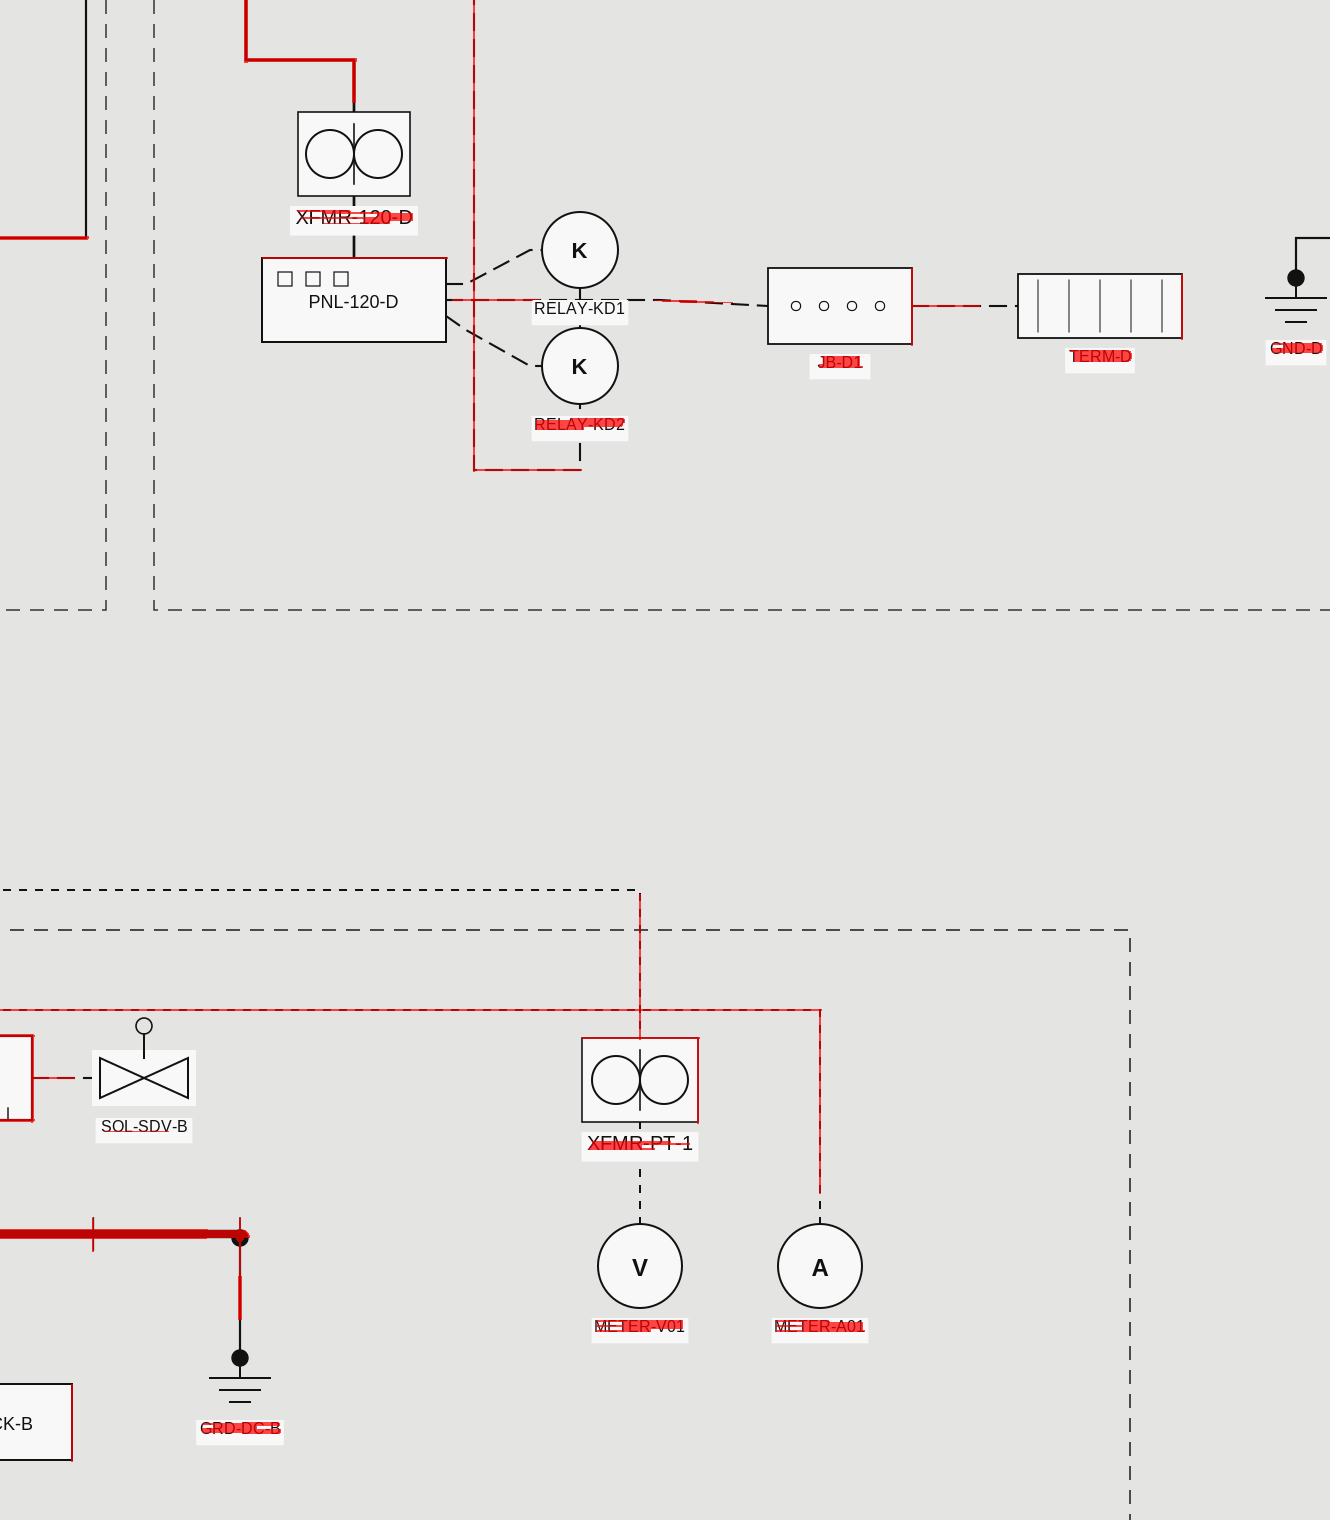 XFMR-120-D
K
PNL-120-D
RELAY-KD1
GND-D
JB-D1
TERM-D
K
RELAY-KD2
SOL-SDV-B
XFMR-PT-1
V
A
METER-V01
METER-A01
CK-B
GRD-DC-B